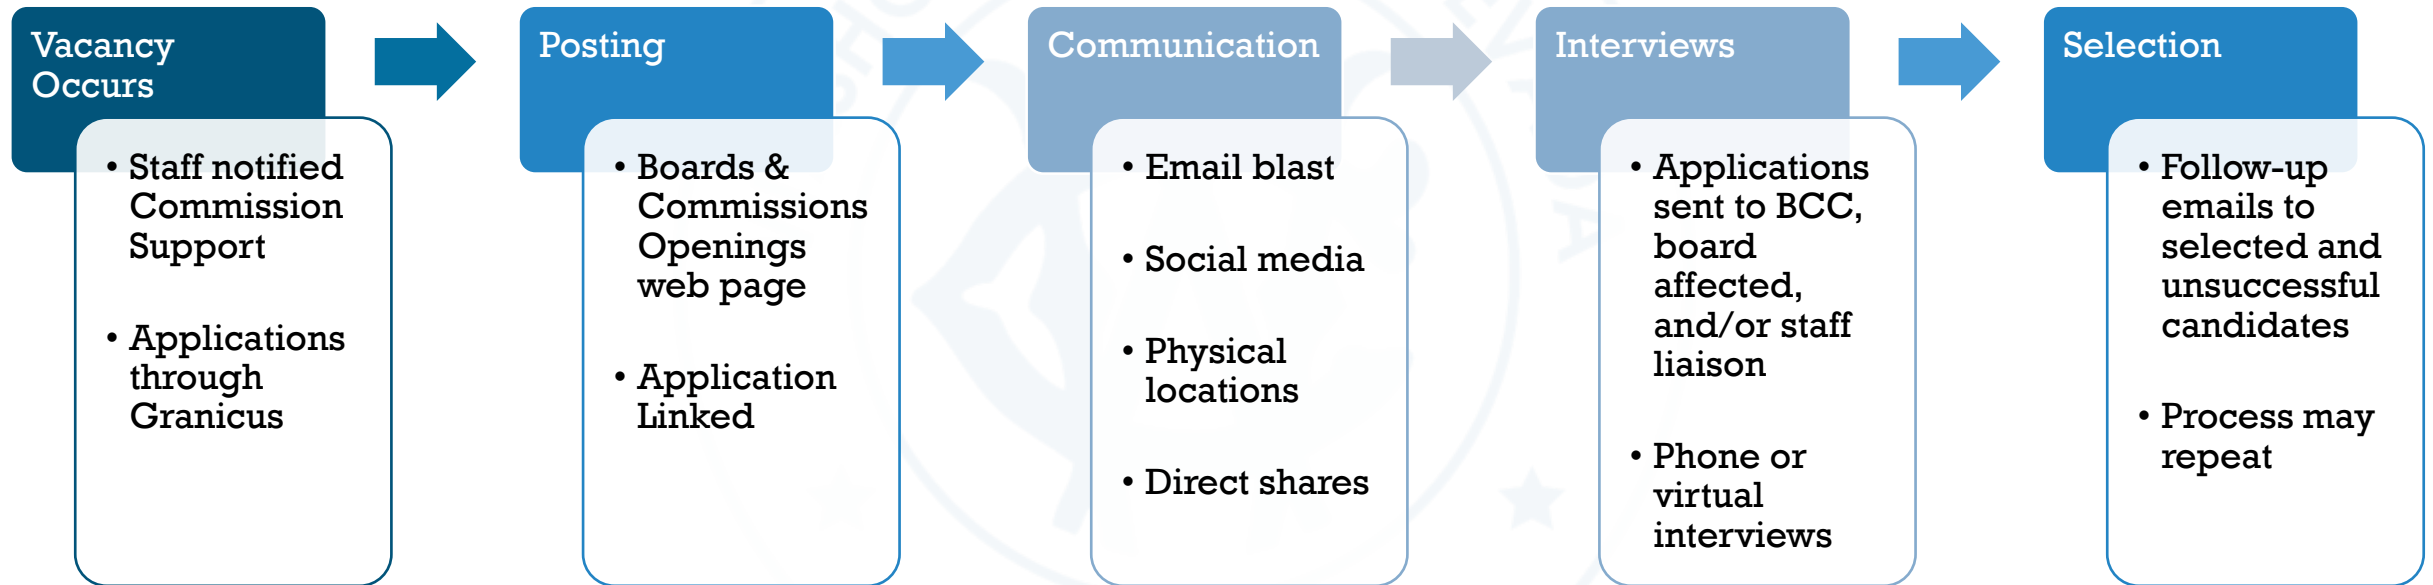 Vacancy
Occurs
• Staff notified
Commission
Support
• Applications
through
Granicus
Posting
• Boards &
Commissions
Openings
web page
• Application
Linked
Communication
• Email blast
• Social media
• Physical
locations
• Direct shares
Interviews
• Applications
sent to BCC,
board
affected,
and/or staff
liaison
• Phone or
virtual
interviews
Selection
• Follow-up
emails to
selected and
unsuccessful
candidates
• Process may
repeat